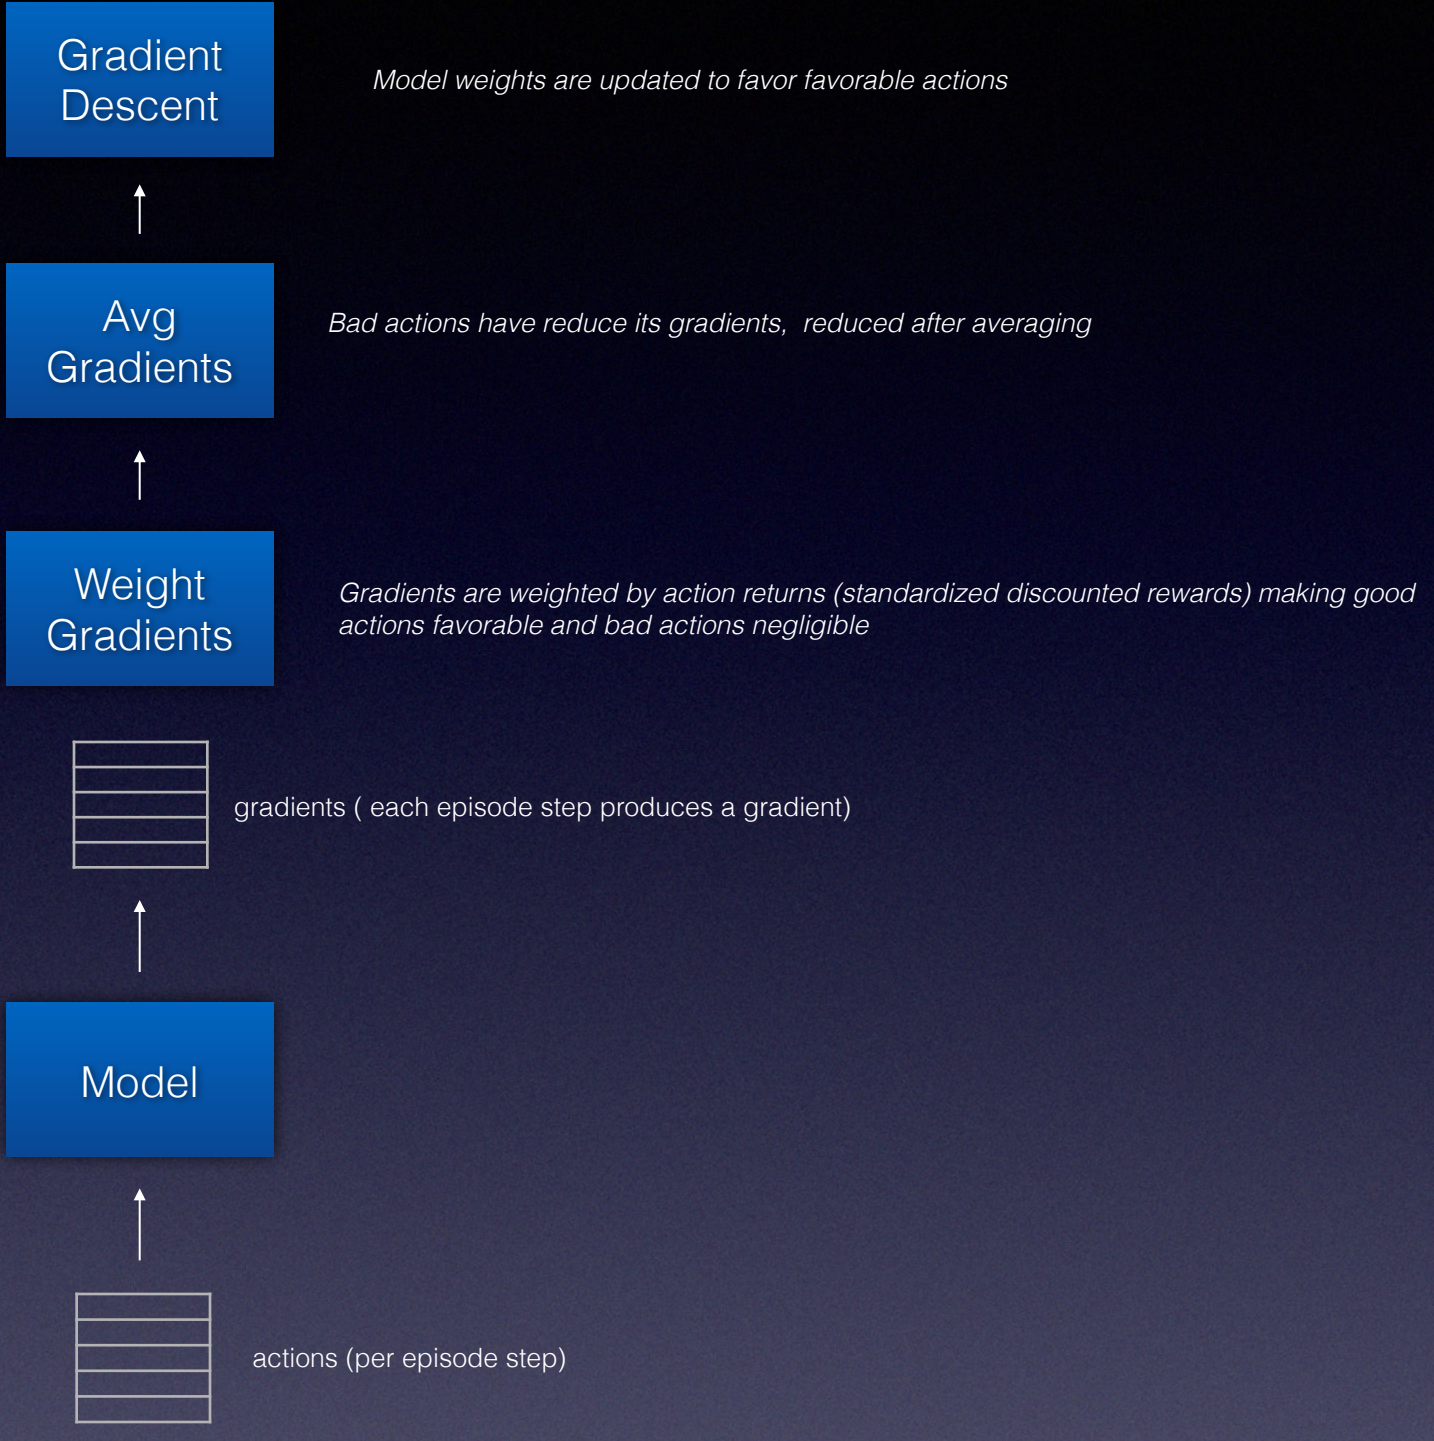 Gradient
Descent
Model weights are updated to favor favorable actions
Avg
Gradients
Bad actions have reduce its gradients,  reduced after averaging
Weight
Gradients
Gradients are weighted by action returns (standardized discounted rewards) making good
actions favorable and bad actions negligible
gradients ( each episode step produces a gradient)
Model
actions (per episode step)